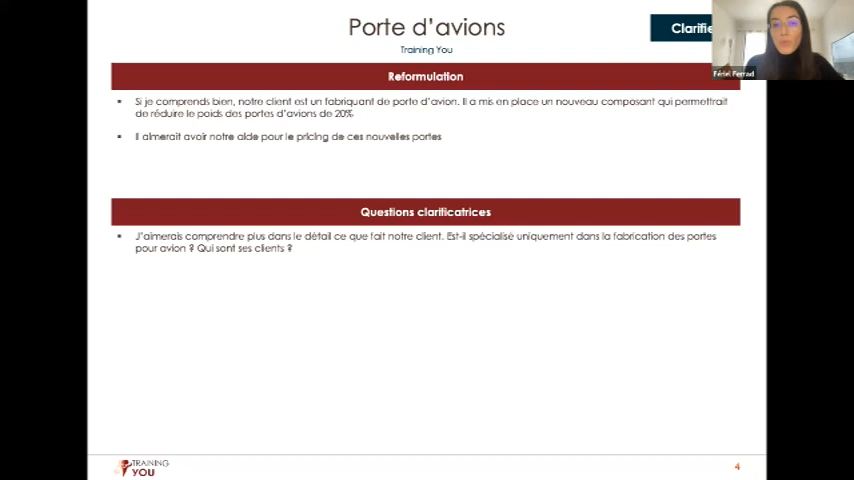 Porte d'avions
Training You
Clarifie
Fériel Ferrad
Reformulation
▪ Si je comprends bien, notre client est un fabriquant de porte d'avion. Il a mis en place un nouveau composant qui permettrait
de réduire le poids des portes d'avions de 20%
▪ Il aimerait avoir notre aide pour le pricing de ces nouvelles portes
Questions clarificatrices
▪ J'aimerais comprendre plus dans le détail ce que fait notre client. Est-il spécialisé uniquement dans la fabrication des portes
pour avion ? Qui sont ses clients ?
TRAINING
YOU
4